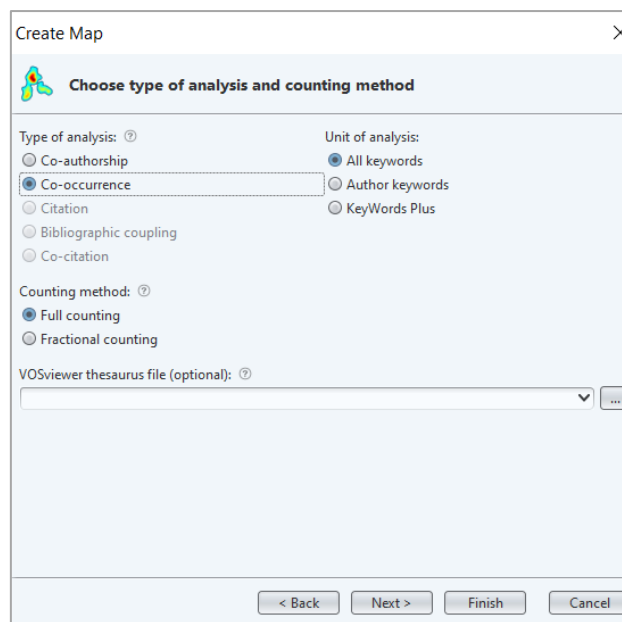 Create Map
Choose type of analysis and counting method
Type of analysis: ?
Unit of analysis:
Co-authorship
All keywords
Co-occurrence
Author keywords
Citation
KeyWords Plus
Bibliographic coupling
Co-citation
Counting method: ?
Full counting
Fractional counting
VOSviewer thesaurus file (optional): ?
...
< Back
Next >
Finish
Cancel